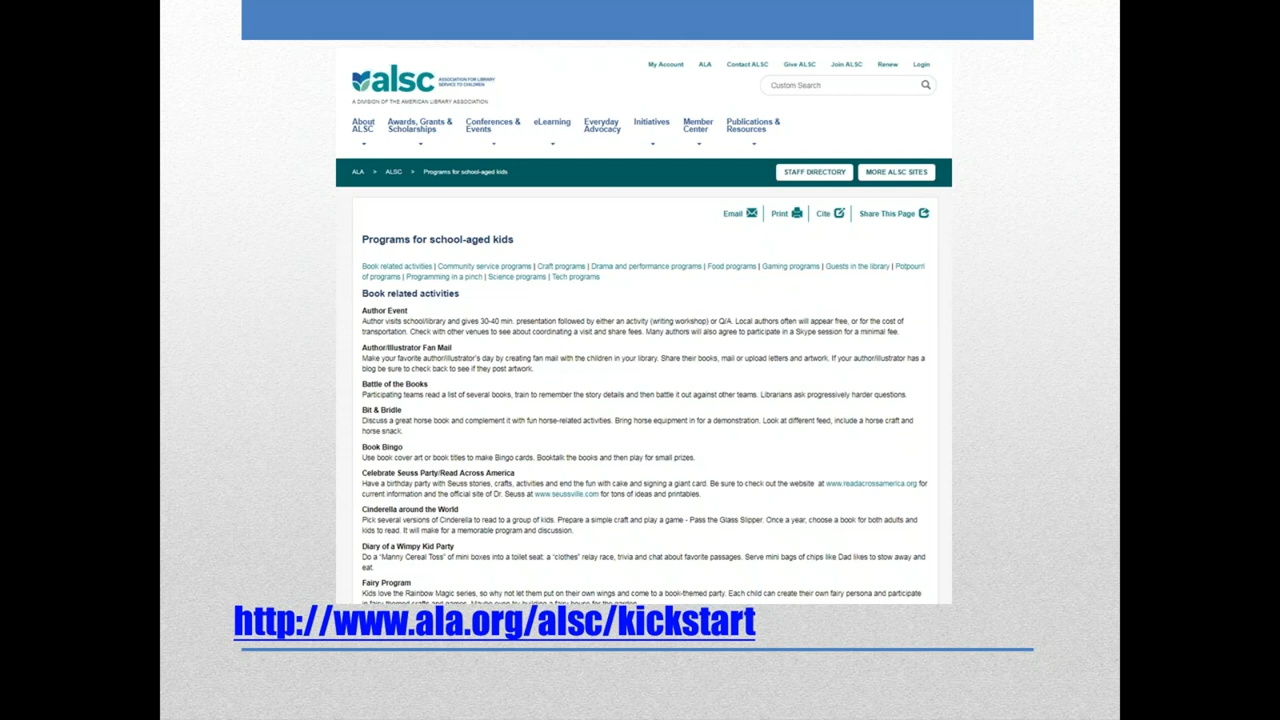 My Account ALA Contact ALSC Give ALSC Join ALSC Renew Login
alsc ASSOCIATION FOR LIBRARY
SERVICE TO CHILDREN
Custom Search
A DIVISION OF THE AMERICAN LIBRARY ASSOCIATION
About Awards, Grants & Conferences & eLearning Everyday Initiatives Member Publications &
ALSC Scholarships Events Advocacy Center Resources
ALA > ALSC > Programs for school-aged kids STAFF DIRECTORY MORE ALSC SITES
Email Print Cite Share This Page
Programs for school-aged kids
Book related activities | Community service programs | Craft programs | Drama and performance programs | Food programs | Gaming programs | Guests in the library | Potpourri
of programs | Programming in a pinch | Science programs | Tech programs
Book related activities
Author Event
Author visits school/library and gives 30-40 min. presentation followed by either an activity (writing workshop) or Q/A. Local authors often will appear free, or for the cost of
transportation. Check with other venues to see about coordinating a visit and share fees. Many authors will also agree to participate in a Skype session for a minimal fee.
Author/Illustrator Fan Mail
Make your favorite author/illustrator's day by creating fan mail with the children in your library. Share their books, mail or upload letters and artwork. If your author/illustrator has a
blog be sure to check back to see if they post artwork.
Battle of the Books
Participating teams read a list of several books, train to remember the story details and then battle it out against other teams. Librarians ask progressively harder questions.
Bit & Bridle
Discuss a great horse book and complement it with fun horse-related activities. Bring horse equipment in for a demonstration. Look at different feed, include a horse craft and
horse snack.
Book Bingo
Use book cover art or book titles to make Bingo cards. Booktalk the books and then play for small prizes.
Celebrate Seuss Party/Read Across America
Have a birthday party with Seuss stories, crafts, activities and end the fun with cake and signing a giant card. Be sure to check out the website at www.readacrossamerica.org for
current information and the official site of Dr. Seuss at www.seussville.com for tons of ideas and printables.
Cinderella around the World
Pick several versions of Cinderella to read to a group of kids. Prepare a simple craft and play a game - Pass the Glass Slipper. Once a year, choose a book for both adults and
kids to read. It will make for a memorable program and discussion.
Diary of a Wimpy Kid Party
Do a "Manny Cereal Toss" of mini boxes into a toilet seat: a "clothes" relay race, trivia and chat about favorite passages. Serve mini bags of chips like Dad likes to stow away and
eat.
Fairy Program
Kids love the Rainbow Magic series, so why not let them put on their own wings and come to a book-themed party. Each child can create their own fairy persona and participate
in fairy themed crafts and games. Maybe even try building a fairy house for the garden.
http://www.ala.org/alsc/kickstart